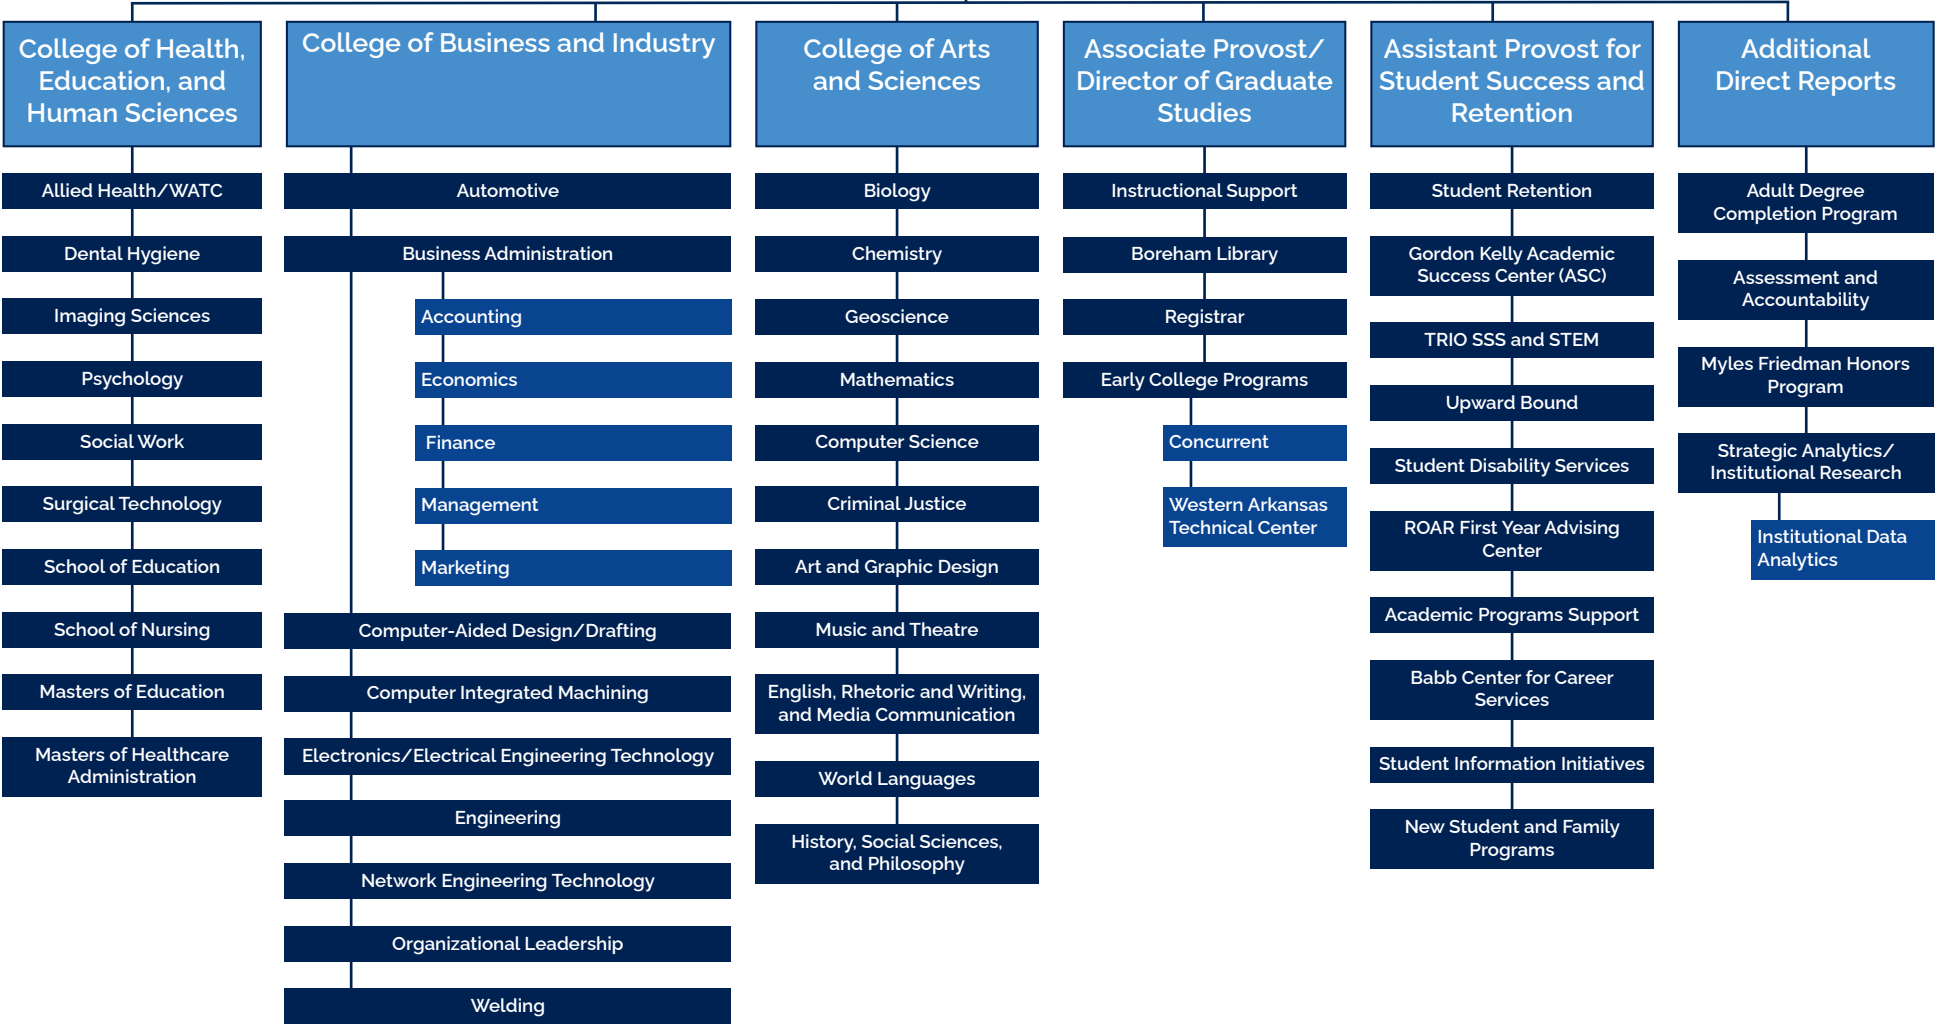 College of Health,
Education, and
Human Sciences
Allied Health/WATC
Dental Hygiene
Imaging Sciences
Psychology
Social Work
Surgical Technology
School of Education
School of Nursing
Masters of Education
Masters of Healthcare
Administration
College of Business and Industry
Automotive
Business Administration
Accounting
Economics
Finance
Management
Marketing
Computer-Aided Design/Drafting
Computer Integrated Machining
Electronics/Electrical Engineering Technology
Engineering
Network Engineering Technology
Organizational Leadership
Welding
College of Arts
and Sciences
Biology
Chemistry
Geoscience
Mathematics
Computer Science
Criminal Justice
Art and Graphic Design
Music and Theatre
English, Rhetoric and Writing,
and Media Communication
World Languages
History, Social Sciences,
and Philosophy
Associate Provost/
Director of Graduate
Studies
Instructional Support
Boreham Library
Registrar
Early College Programs
Concurrent
Western Arkansas
Technical Center
Assistant Provost for
Student Success and
Retention
Student Retention
Gordon Kelly Academic
Success Center (ASC)
TRIO SSS and STEM
Upward Bound
Student Disability Services
ROAR First Year Advising
Center
Academic Programs Support
Babb Center for Career
Services
Student Information Initiatives
New Student and Family
Programs
Additional
Direct Reports
Adult Degree
Completion Program
Assessment and
Accountability
Myles Friedman Honors
Program
Strategic Analytics/
Institutional Research
Institutional Data
Analytics